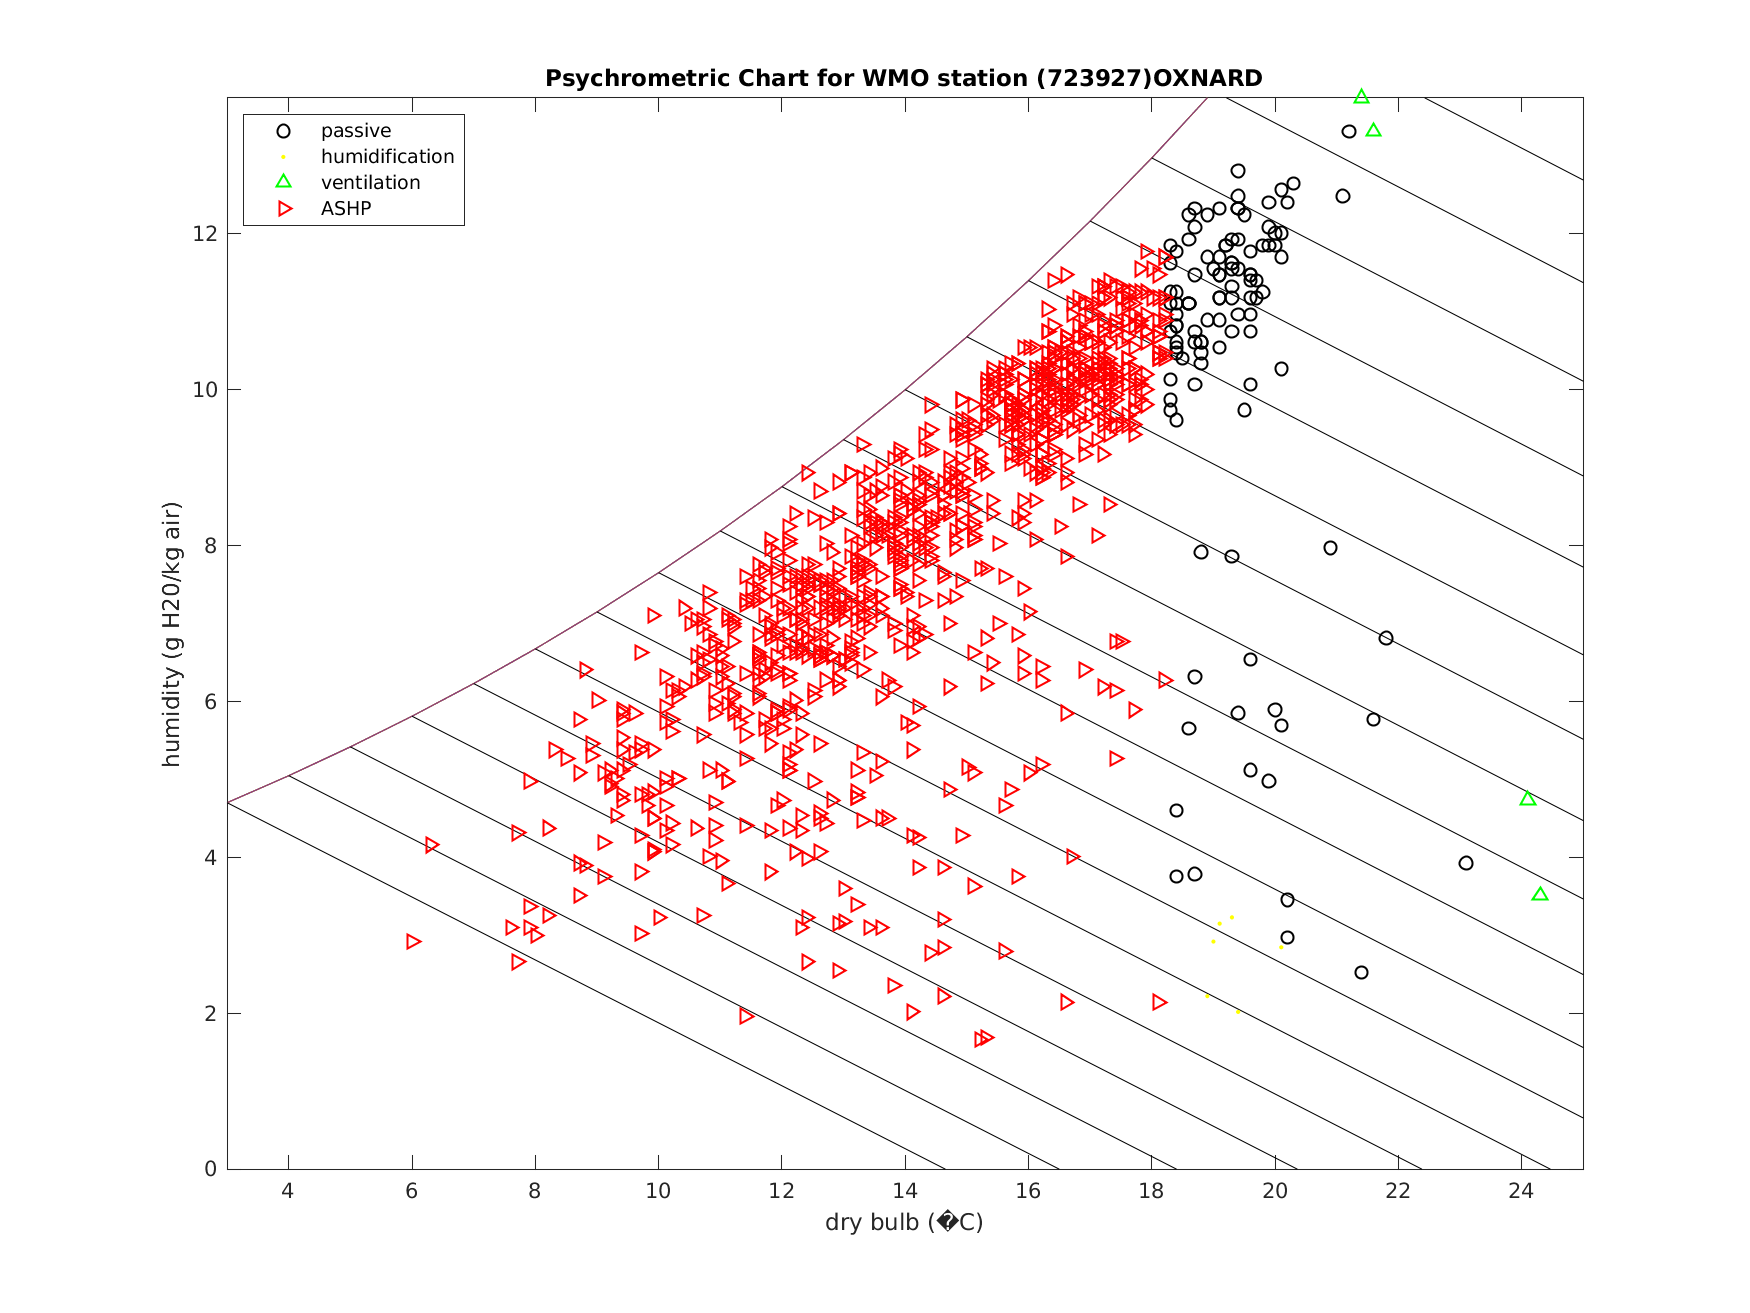 Psychrometric Chart for WMO station (723927)OXNARD
passive
humidification
ventilation
ASHP
humidity (g H20/kg air)
12
10
8
6
4
2
0
4 6 8 10 12 14 16 18 20 22 24
dry bulb (�C)